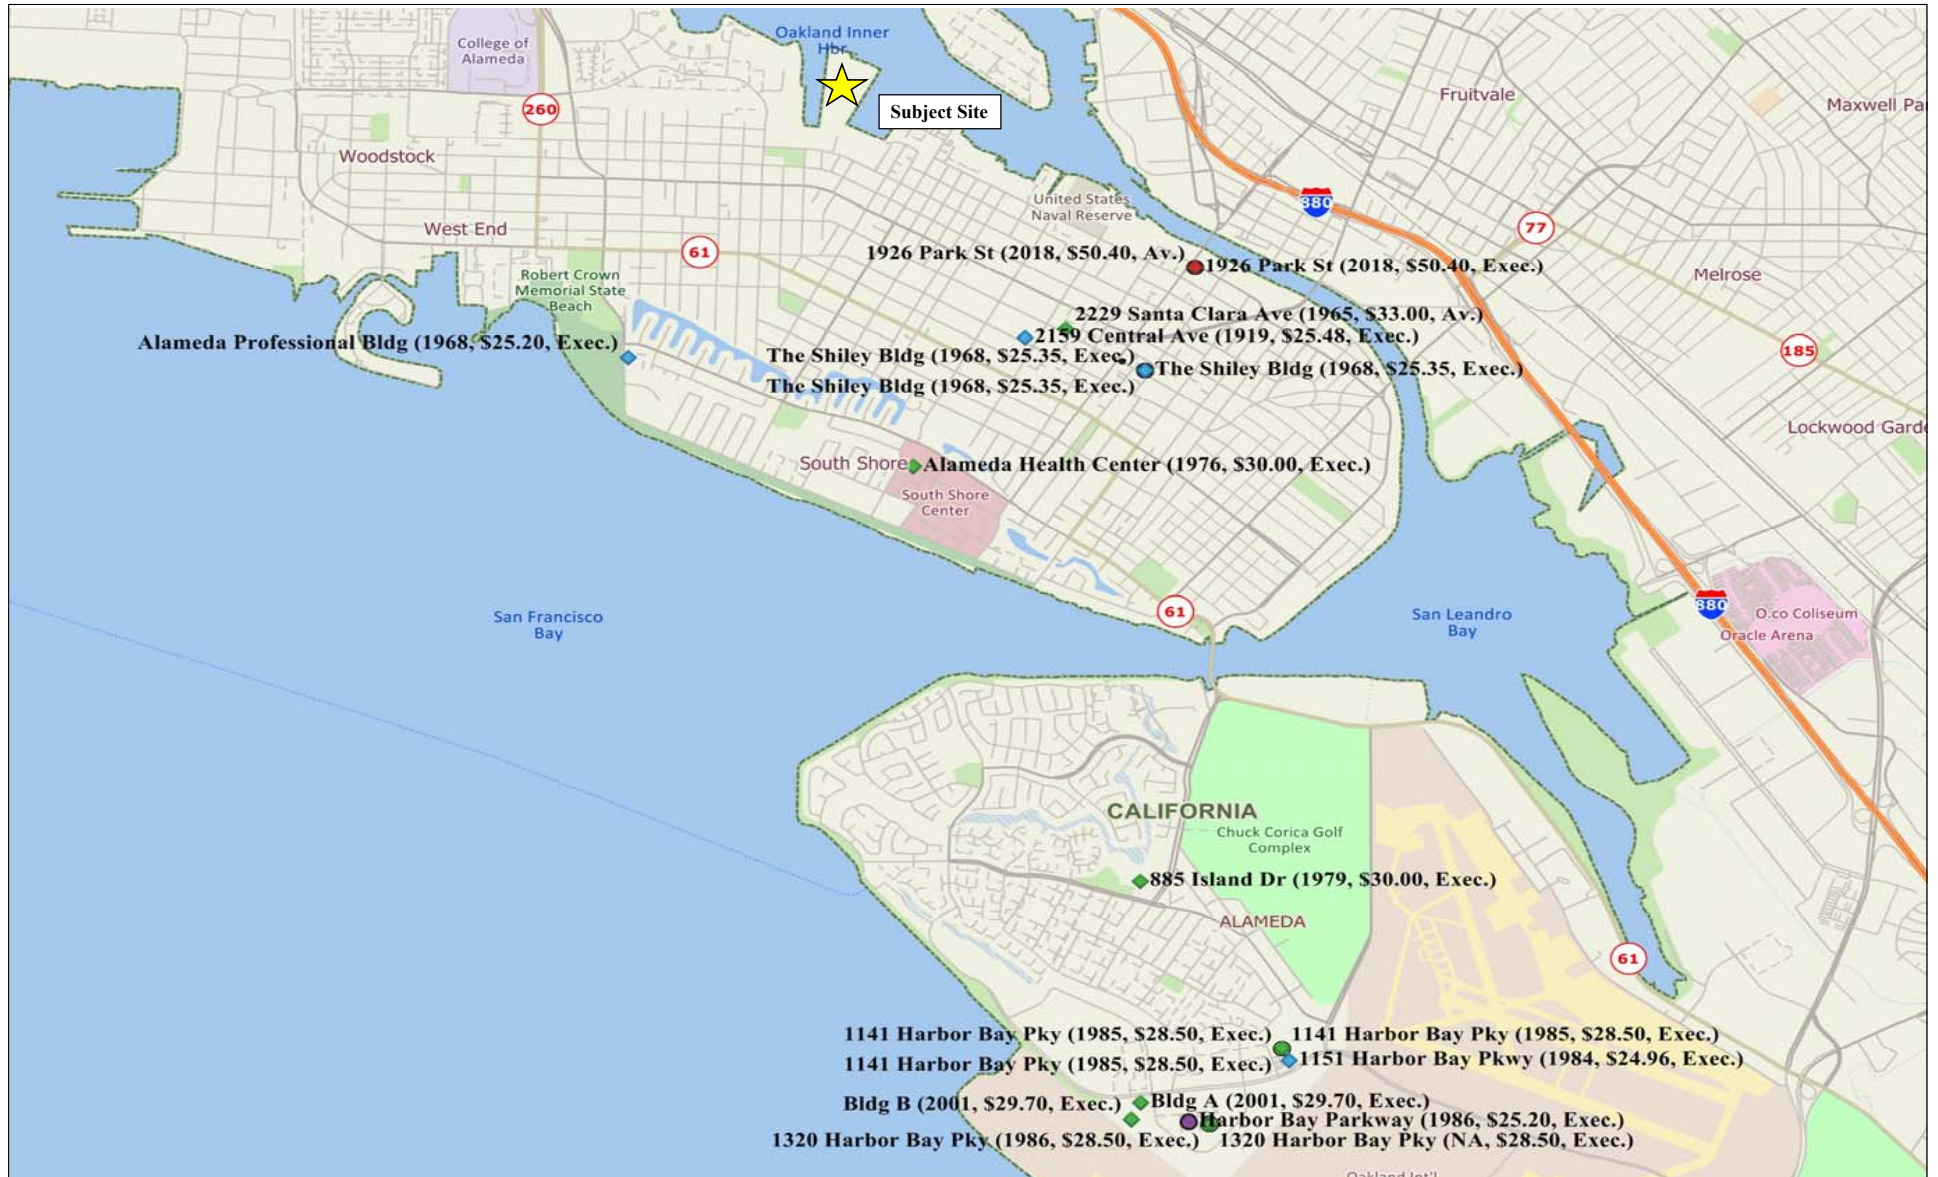 Oakland Inner
Hbr
College of
Alameda
Subject Site
260
Fruitvale
Woodstock
880
United States
Naval Reserve
77
West End
61
1926 Park St (2018, $50.40, Av.)
1926 Park St (2018, $50.40, Exec.)
Melrose
Robert Crown
Memorial State
Beach
2229 Santa Clara Ave (1965, $33.00, Av.)
2159 Central Ave (1919, $25.48, Exec.)
Alameda Professional Bldg (1968, $25.20, Exec.)
The Shiley Bldg (1968, $25.35, Exec.)
The Shiley Bldg (1968, $25.35, Exec.)
The Shiley Bldg (1968, $25.35, Exec.)
185
South Shore
Alameda Health Center (1976, $30.00, Exec.)
South Shore
Center
61
880
San Francisco
Bay
San Leandro
Bay
O.co Coliseum
Oracle Arena
CALIFORNIA
Chuck Corica Golf
Complex
885 Island Dr (1979, $30.00, Exec.)
ALAMEDA
61
1141 Harbor Bay Pky (1985, $28.50, Exec.)
1141 Harbor Bay Pky (1985, $28.50, Exec.)
1141 Harbor Bay Pky (1985, $28.50, Exec.)
1151 Harbor Bay Pkwy (1984, $24.96, Exec.)
Bldg B (2001, $29.70, Exec.)
Bldg A (2001, $29.70, Exec.)
Harbor Bay Parkway (1986, $25.20, Exec.)
1320 Harbor Bay Pky (1986, $28.50, Exec.)
1320 Harbor Bay Pky (NA, $28.50, Exec.)